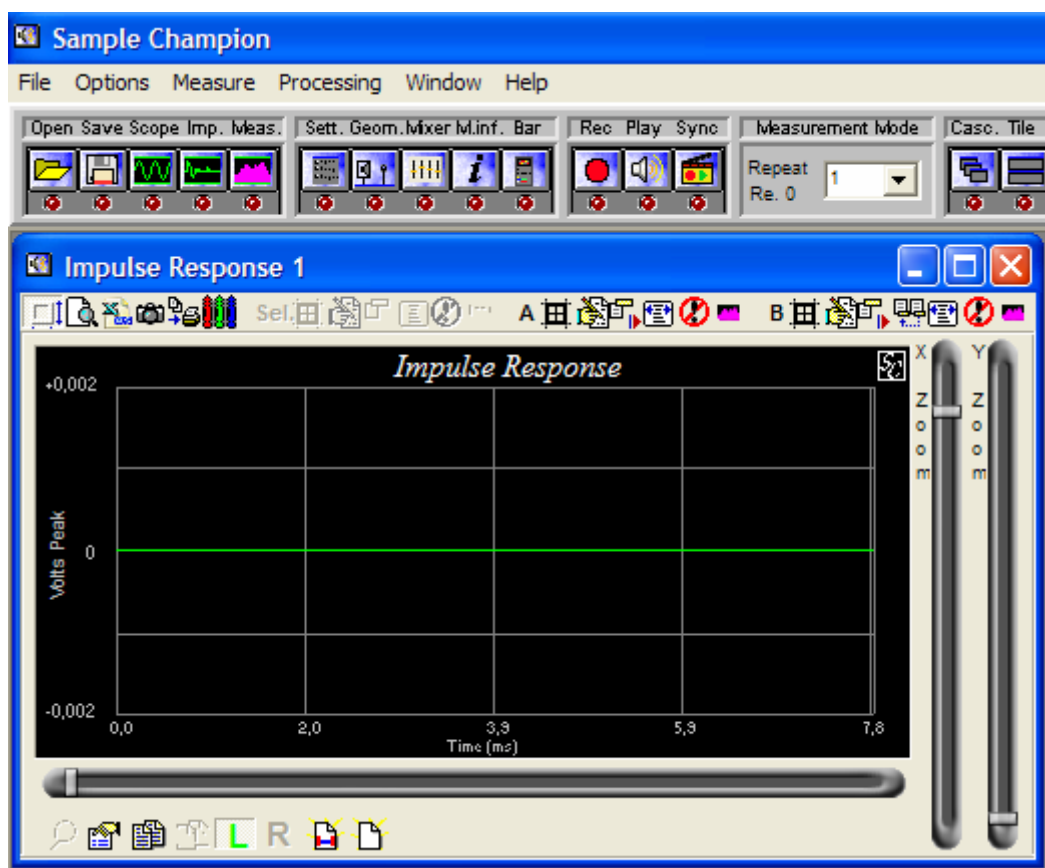 Sample Champion
File Options Measure Processing Window Help
Open Save Scope Imp. Meas. Sett. Geom. Mixer M.inf. Bar Rec Play Sync Measurement Mode Casc. Tile
Repeat 1
Re. 0
Impulse Response 1
Sel. A B
Impulse Response
X Zoom
Y Zoom
+0,002
Volts Peak
0
-0,002
0,0 2,0 3,9 5,9 7,8
Time (ms)
L R